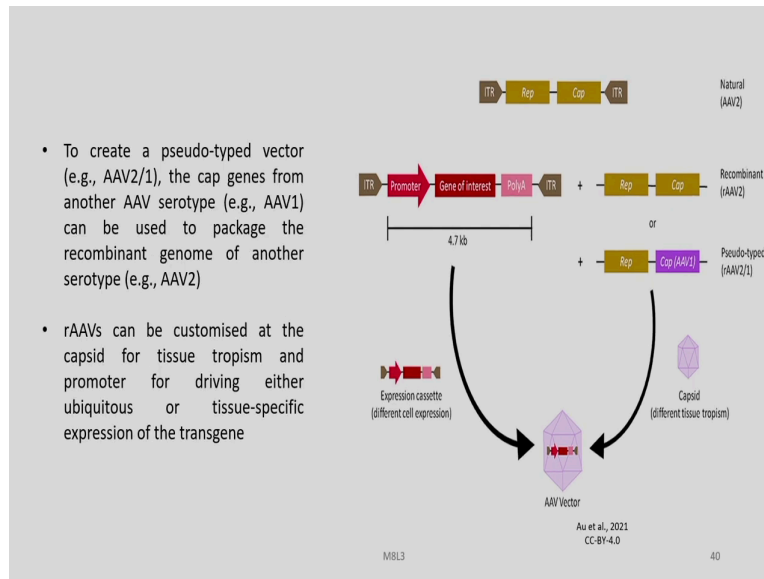 • To create a pseudo-typed vector
(e.g., AAV2/1), the cap genes from
another AAV serotype (e.g., AAV1)
can be used to package the
recombinant genome of another
serotype (e.g., AAV2)
• rAAVs can be customised at the
capsid for tissue tropism and
promoter for driving either
ubiquitous or tissue-specific
expression of the transgene
ITR Rep Cap ITR
Natural
(AAV2)
ITR Promoter Gene of interest PolyA ITR + Rep Cap
Recombinant
(rAAV2)
4.7 kb
or
+ Rep Cap (AAV1)
Pseudo-typed
(rAAV2/1)
Expression cassette
(different cell expression)
Capsid
(different tissue tropism)
AAV Vector
Au et al., 2021
CC-BY-4.0
M8L3
40